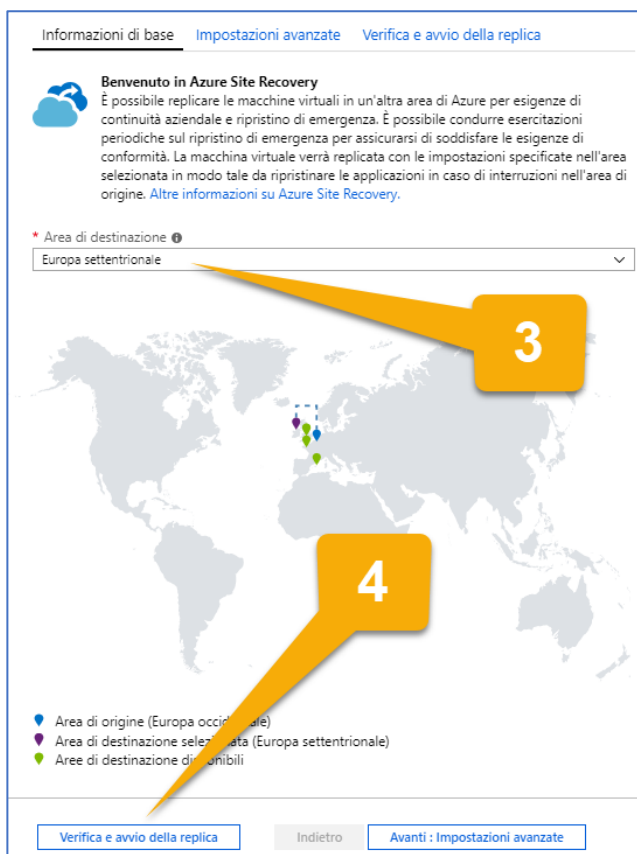 Informazioni di base Impostazioni avanzate Verifica e avvio della replica
Benvenuto in Azure Site Recovery
È possibile replicare le macchine virtuali in un'altra area di Azure per esigenze di
continuità aziendale e ripristino di emergenza. È possibile condurre esercitazioni
periodiche sul ripristino di emergenza per assicurarsi di soddisfare le esigenze di
conformità. La macchina virtuale verrà replicata con le impostazioni specificate nell'area
selezionata in modo tale da ripristinare le applicazioni in caso di interruzioni nell'area di
origine. Altre informazioni su Azure Site Recovery.
* Area di destinazione
Europa settentrionale
3
4
Area di origine (Europa occidentale)
Area di destinazione selezionata (Europa settentrionale)
Aree di destinazione disponibili
Verifica e avvio della replica Indietro Avanti : Impostazioni avanzate